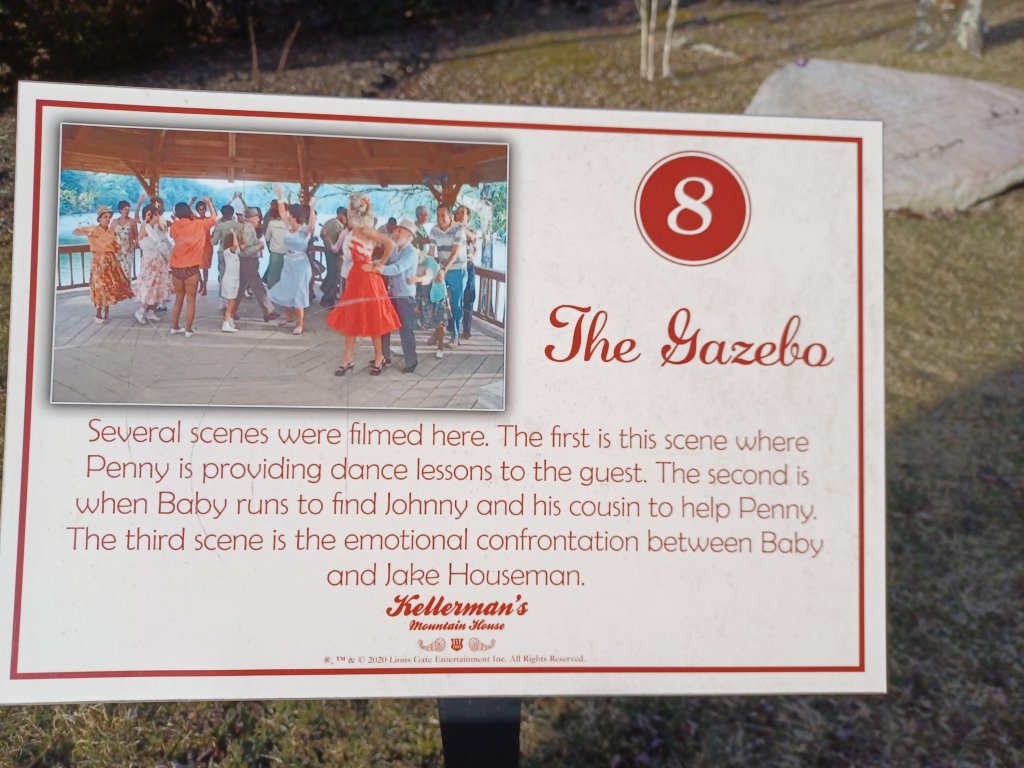 8
The Gazebo
Several scenes were filmed here. The first is this scene where
Penny is providing dance lessons to the guest. The second is
when Baby runs to find Johnny and his cousin to help Penny.
The third scene is the emotional confrontation between Baby
and Jake Houseman.
Kellerman's
Mountain House
®, ™ & © 2020 Lions Gate Entertainment Inc. All Rights Reserved.